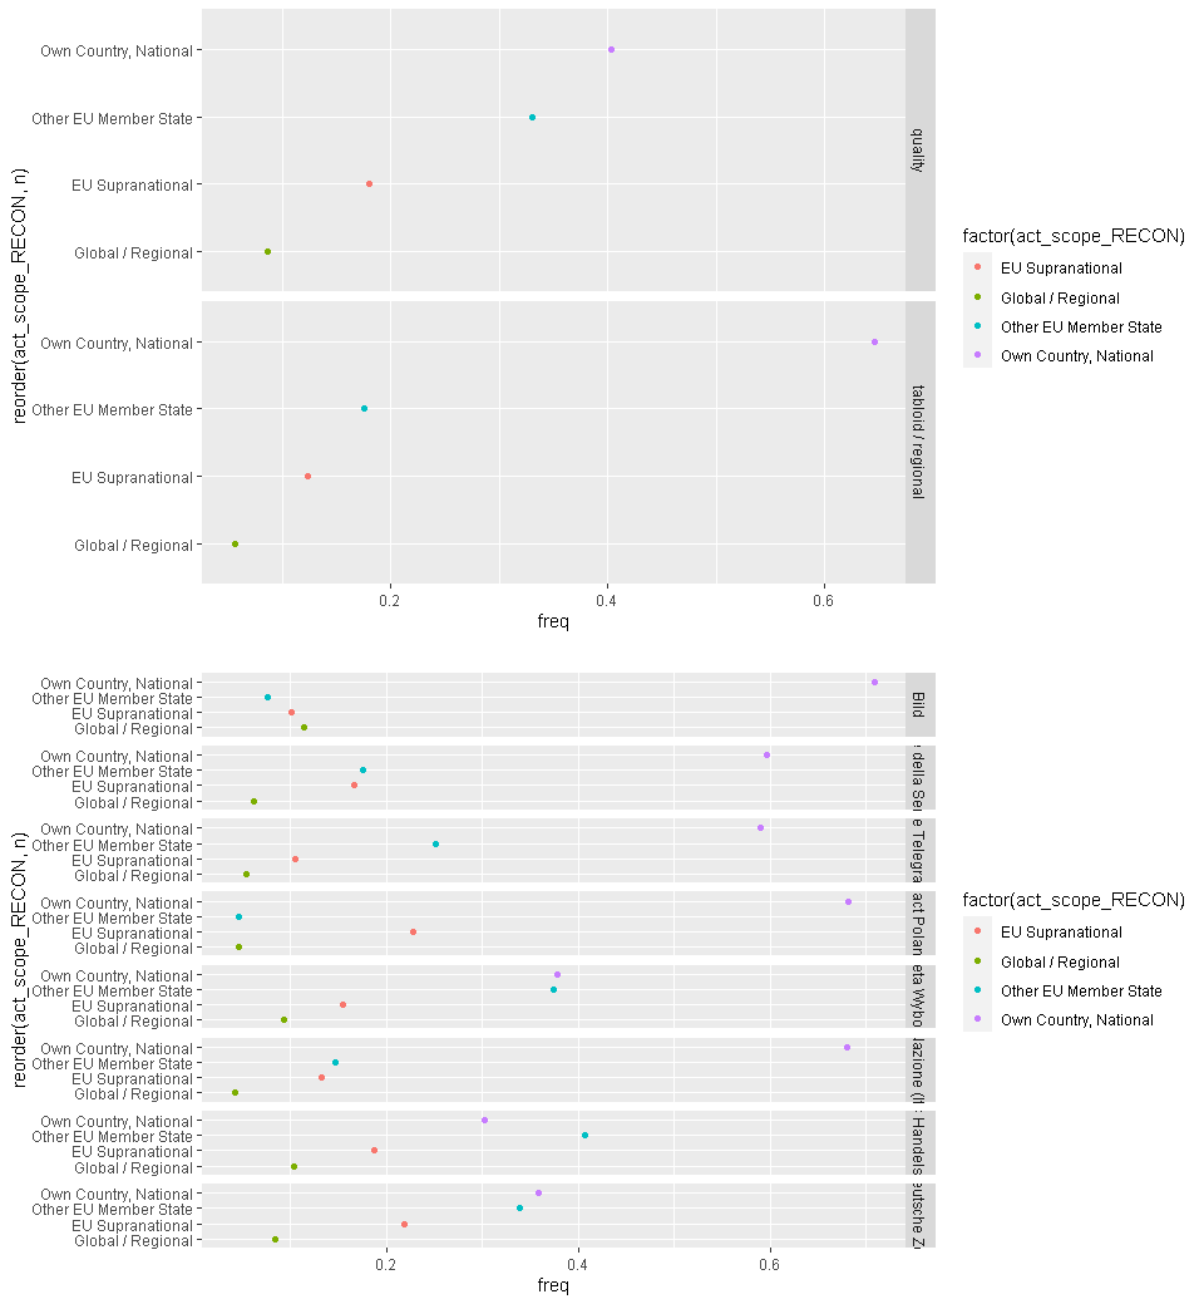 Own Country, National
Other EU Member State
EU Supranational
Global / Regional
quality
Own Country, National
Other EU Member State
EU Supranational
Global / Regional
tabloid / regional
reorder(act_scope_RECON, n)
0.2 0.4 0.6
freq
factor(act_scope_RECON)
EU Supranational
Global / Regional
Other EU Member State
Own Country, National
Own Country, National
Other EU Member State
EU Supranational
Global / Regional
Bild
Own Country, National
Other EU Member State
EU Supranational
Global / Regional
della Se
Own Country, National
Other EU Member State
EU Supranational
Global / Regional
e Telegra
Own Country, National
Other EU Member State
EU Supranational
Global / Regional
act Polan
Own Country, National
Other EU Member State
EU Supranational
Global / Regional
eta Wybo
Own Country, National
Other EU Member State
EU Supranational
Global / Regional
lazione (I
Own Country, National
Other EU Member State
EU Supranational
Global / Regional
Handels
Own Country, National
Other EU Member State
EU Supranational
Global / Regional
eutsche Z
reorder(act_scope_RECON, n)
0.2 0.4 0.6
freq
factor(act_scope_RECON)
EU Supranational
Global / Regional
Other EU Member State
Own Country, National